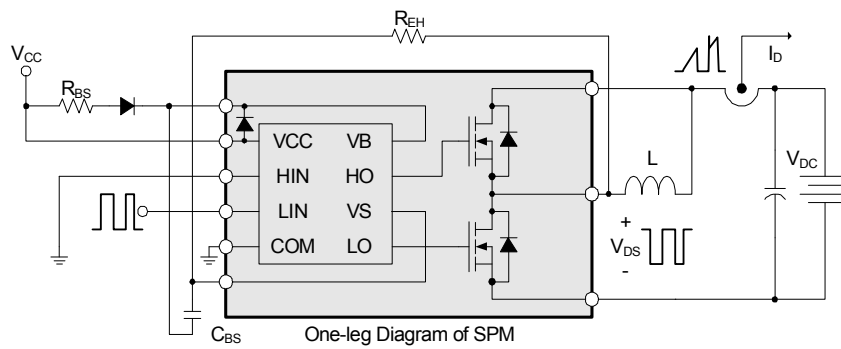 R_EH
V_CC
R_BS
I_D
VCC VB
HIN HO
LIN VS
COM LO
L
V_DC
+
V_DS
-
C_BS
One-leg Diagram of SPM